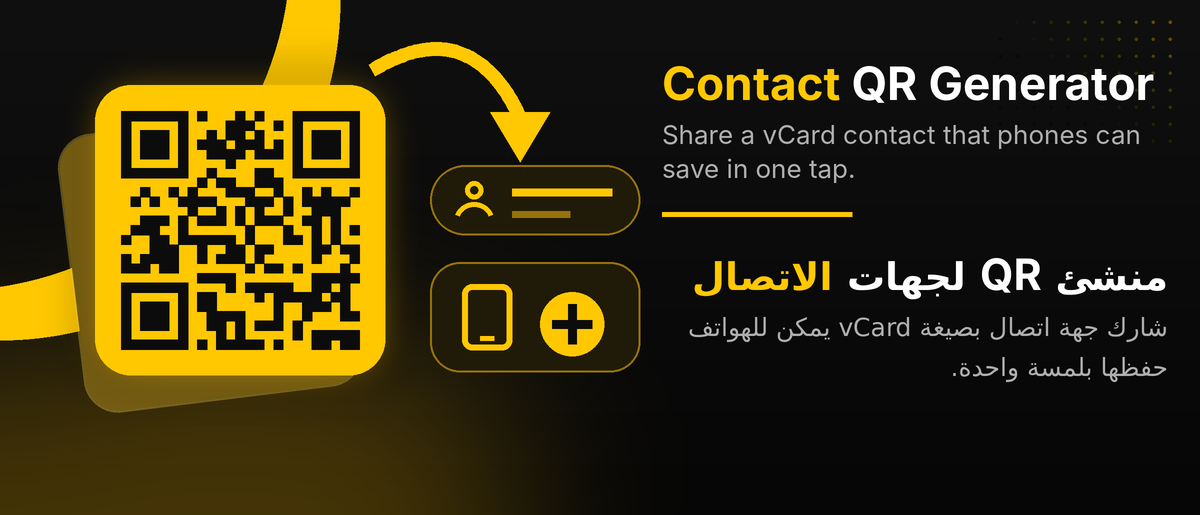 Contact QR Generator
Share a vCard contact that phones can
save in one tap.
منشئ QR لجهات الاتصال
شارك جهة اتصال بصيغة vCard يمكن للهواتف
حفظها بلمسة واحدة.